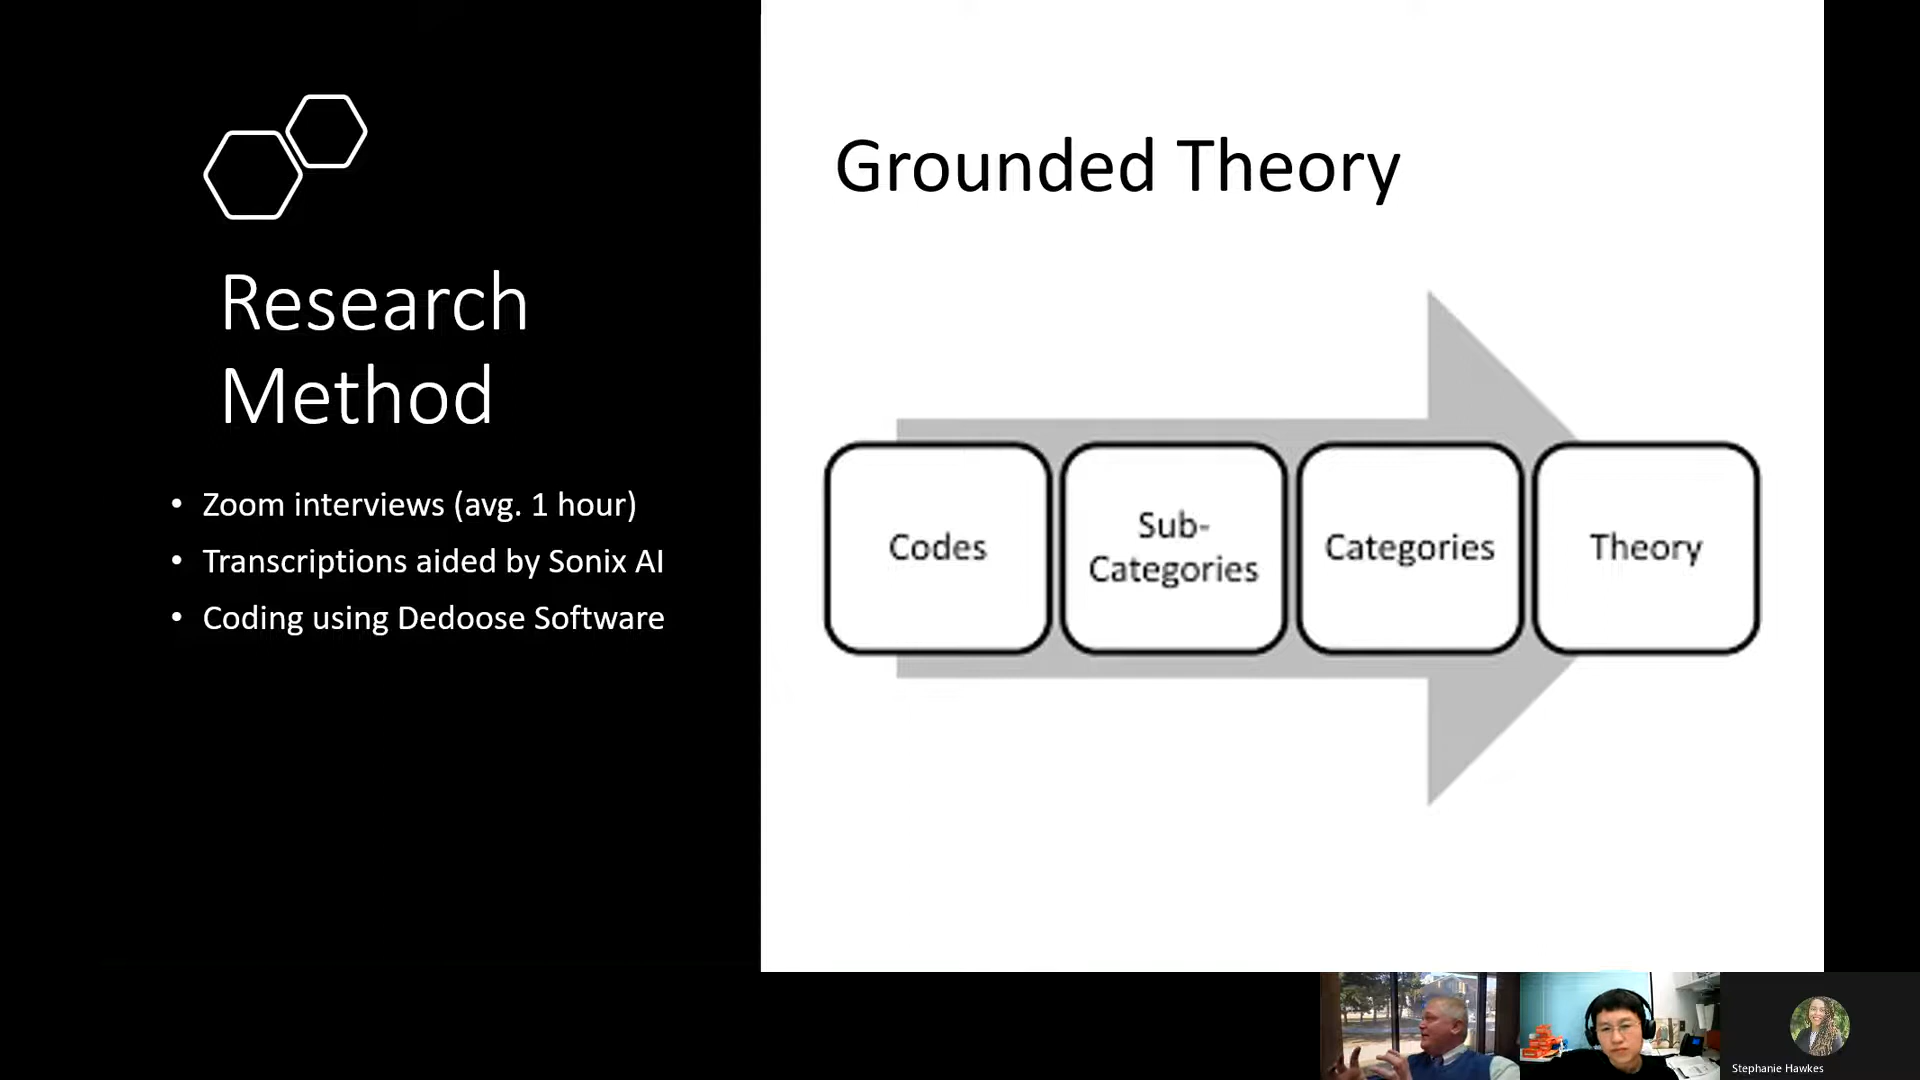 Research
Method
• Zoom interviews (avg. 1 hour)
• Transcriptions aided by Sonix AI
• Coding using Dedoose Software
Grounded Theory
Codes
Sub-
Categories
Categories
Theory
Stephanie Hawkes